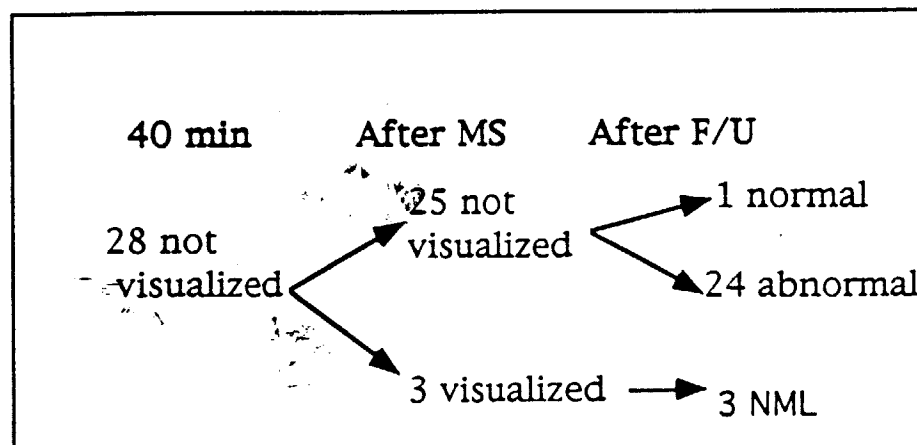 40 min After MS After F/U
25 not visualized
1 normal
28 not visualized
24 abnormal
3 visualized
3 NML